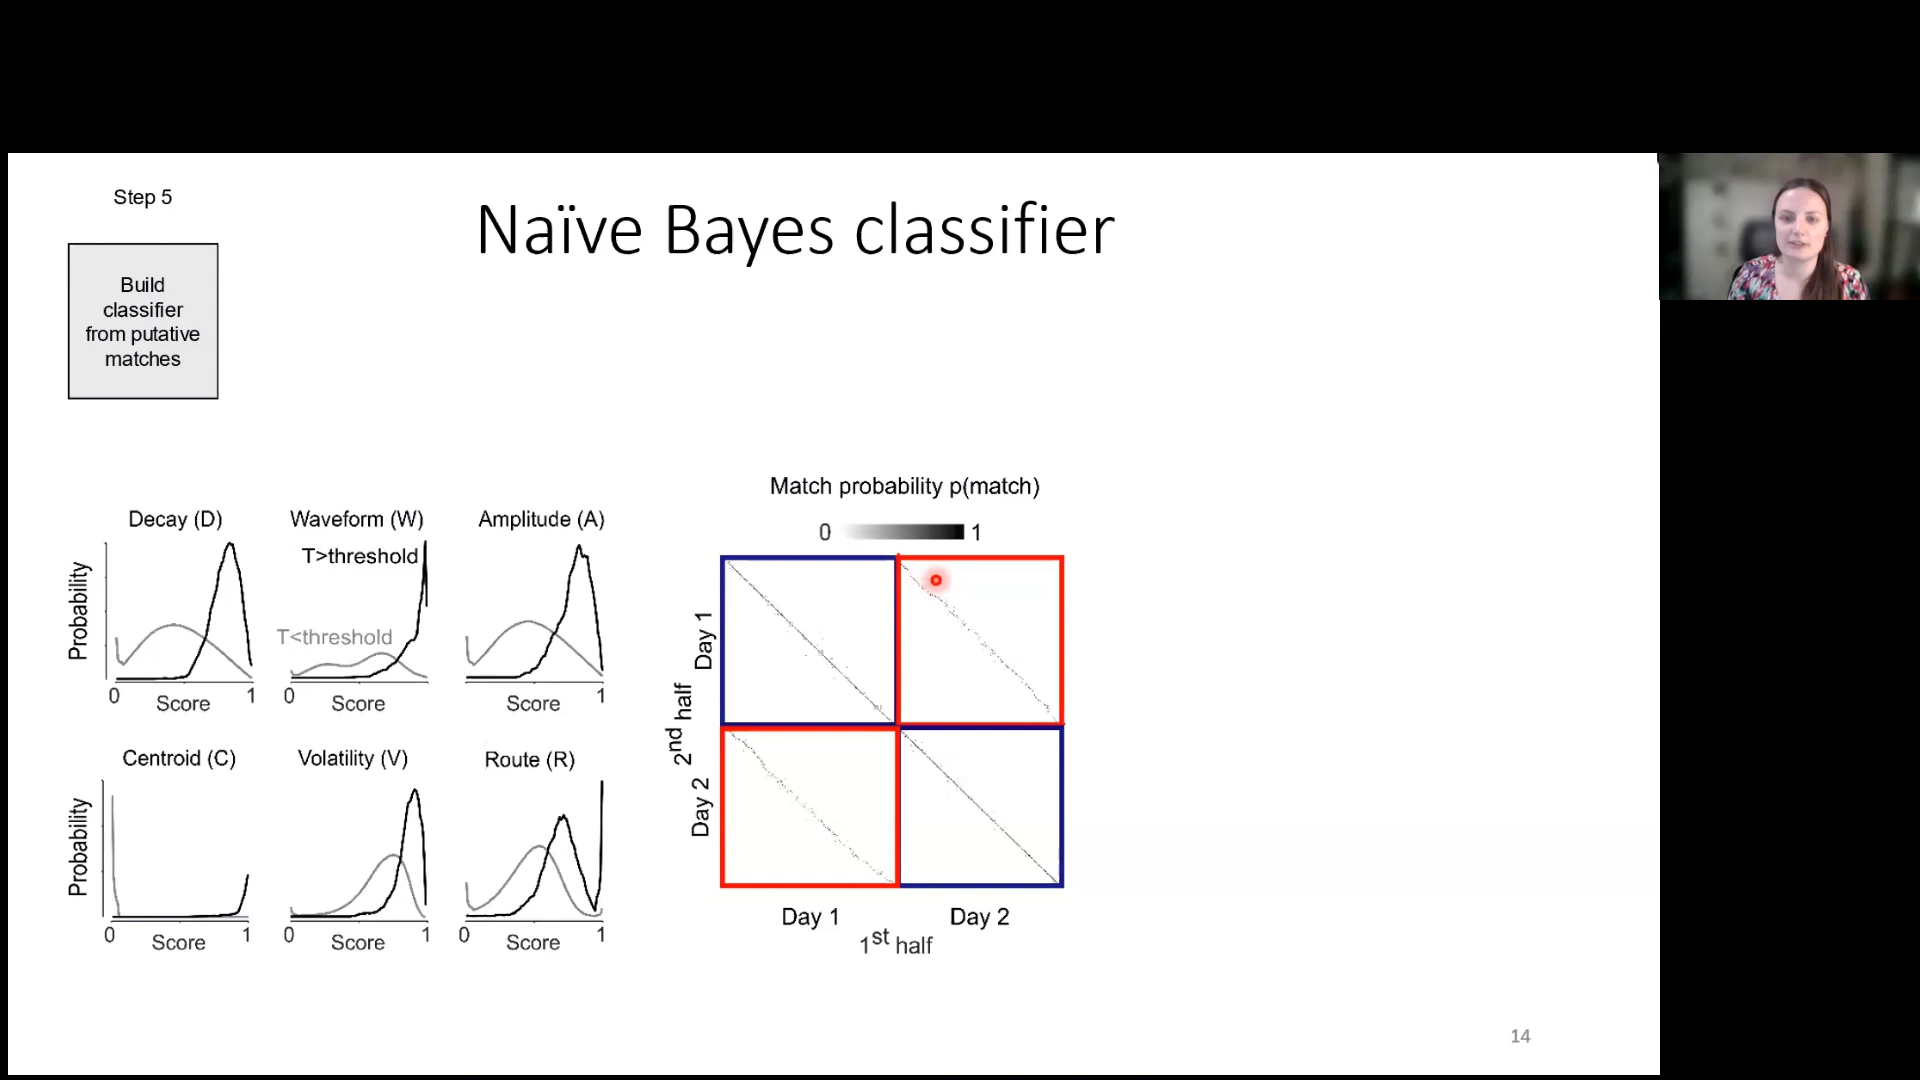 Step 5
Naïve Bayes classifier
Build
classifier
from putative
matches
Match probability p(match)
0 1
Decay (D)
Waveform (W)
Amplitude (A)
T>threshold
T<threshold
Probability
0 1
Score
0
Score
1
Score
Centroid (C)
Volatility (V)
Route (R)
Probability
0 1
Score
0 1
Score
0 1
Score
Day 1
Day 2
2nd half
Day 1
Day 2
1st half
14